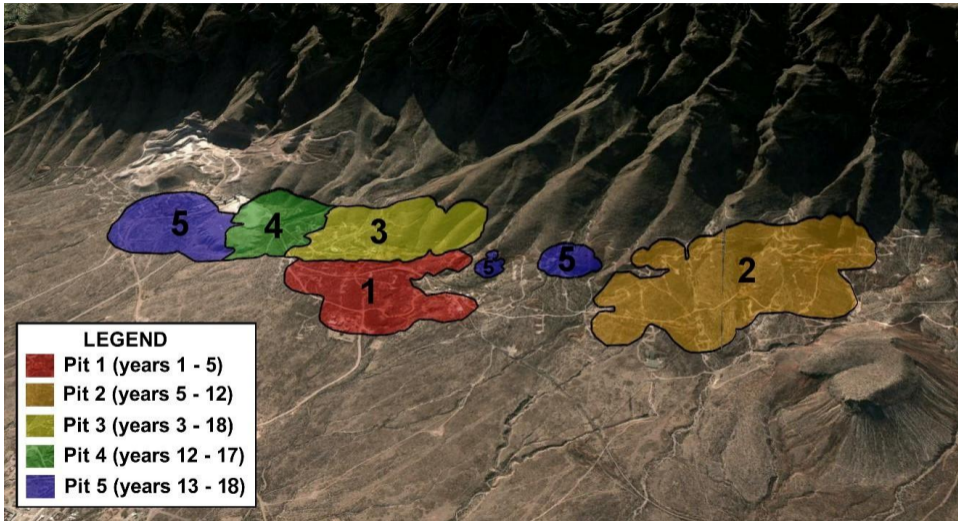 5
4
3
5
5
2
1
LEGEND
Pit 1 (years 1 - 5)
Pit 2 (years 5 - 12)
Pit 3 (years 3 - 18)
Pit 4 (years 12 - 17)
Pit 5 (years 13 - 18)